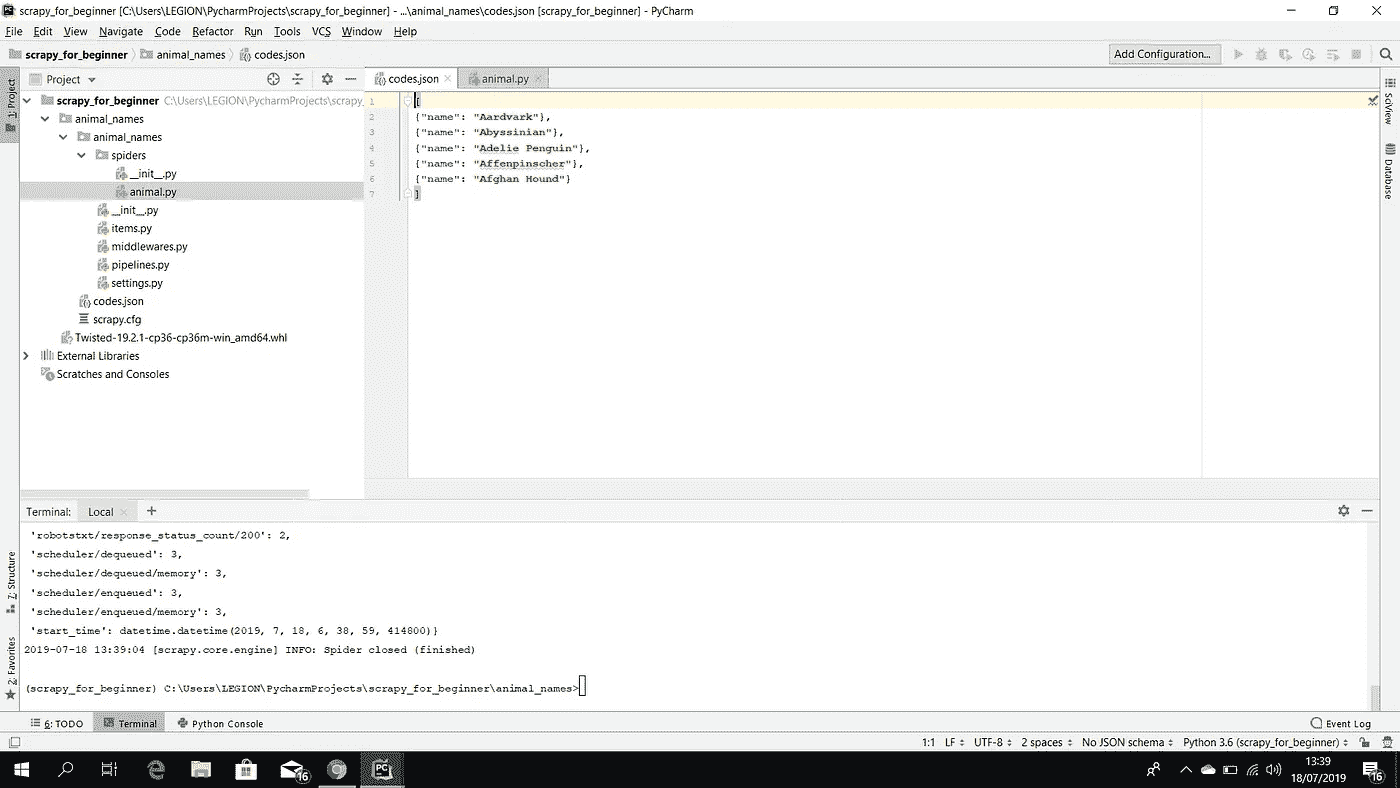 scrapy_for_beginner [C:\Users\LEGION\PycharmProjects\scrapy_for_beginner] - ...\animal_names\codes.json [scrapy_for_beginner] - PyCharm
File Edit View Navigate Code Refactor Run Tools VCS Window Help
scrapy_for_beginner animal_names codes.json Add Configuration...
1: Project
Project
codes.json animal.py
scrapy_for_beginner C:\Users\LEGION\PycharmProjects\scrapy_
animal_names
animal_names
spiders
__init__.py
animal.py
__init__.py
items.py
middlewares.py
pipelines.py
settings.py
codes.json
scrapy.cfg
Twisted-19.2.1-cp36-cp36m-win_amd64.whl
External Libraries
Scratches and Consoles
1 [
2 {"name": "Aardvark"},
3 {"name": "Abyssinian"},
4 {"name": "Adelie Penguin"},
5 {"name": "Affenpinscher"},
6 {"name": "Afghan Hound"}
7 ]
SciView
Database
Terminal: Local +
7: Structure
2: Favorites
'robotstxt/response_status_count/200': 2,
'scheduler/dequeued': 3,
'scheduler/dequeued/memory': 3,
'scheduler/enqueued': 3,
'scheduler/enqueued/memory': 3,
'start_time': datetime.datetime(2019, 7, 18, 6, 38, 59, 414800)}
2019-07-18 13:39:04 [scrapy.core.engine] INFO: Spider closed (finished)
(scrapy_for_beginner) C:\Users\LEGION\PycharmProjects\scrapy_for_beginner\animal_names>
6: TODO Terminal Python Console Event Log
1:1 LF UTF-8 2 spaces No JSON schema Python 3.6 (scrapy_for_beginner)
16 PC 13:39
18/07/2019 16